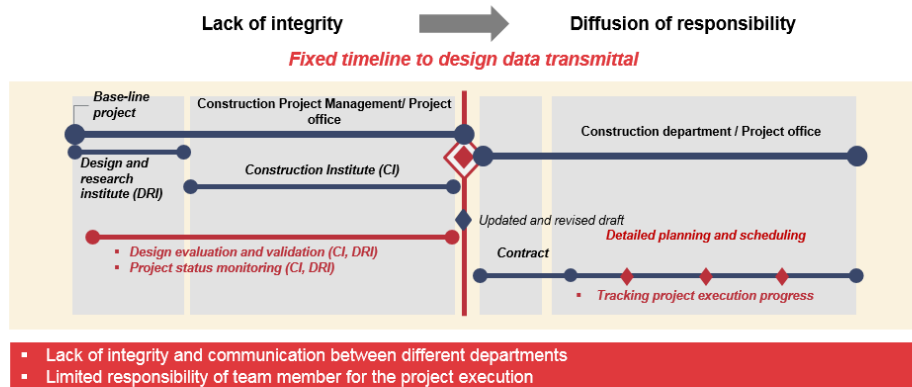 Lack of integrity
Diffusion of responsibility
Fixed timeline to design data transmittal
Base-line
project
Construction Project Management/ Project
office
Construction department / Project office
Design and
research
institute (DRI)
Construction Institute (CI)
Updated and revised draft
▪ Design evaluation and validation (CI, DRI)
▪ Project status monitoring (CI, DRI)
Detailed planning and scheduling
Contract
▪ Tracking project execution progress
▪ Lack of integrity and communication between different departments
▪ Limited responsibility of team member for the project execution